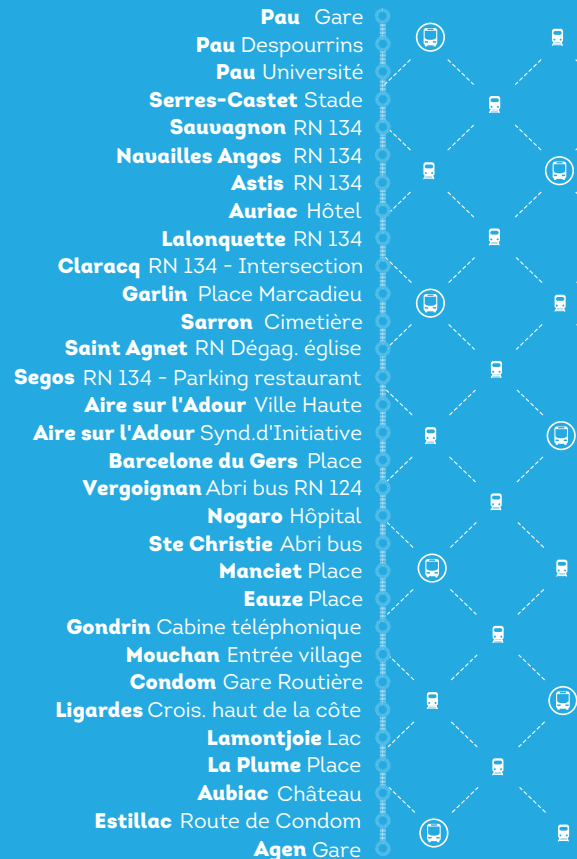 Pau Gare
Pau Despourrins
Pau Université
Serres-Castet Stade
Sauvagnon RN 134
Navailles Angos RN 134
Astis RN 134
Auriac Hôtel
Lalonquette RN 134
Claracq RN 134 - Intersection
Garlin Place Marcadieu
Sarron Cimetière
Saint Agnet RN Dégag. église
Segos RN 134 - Parking restaurant
Aire sur l'Adour Ville Haute
Aire sur l'Adour Synd.d'Initiative
Barcelone du Gers Place
Vergoignan Abri bus RN 124
Nogaro Hôpital
Ste Christie Abri bus
Manciet Place
Eauze Place
Gondrin Cabine téléphonique
Mouchan Entrée village
Condom Gare Routière
Ligardes Crois. haut de la côte
Lamontjoie Lac
La Plume Place
Aubiac Château
Estillac Route de Condom
Agen Gare